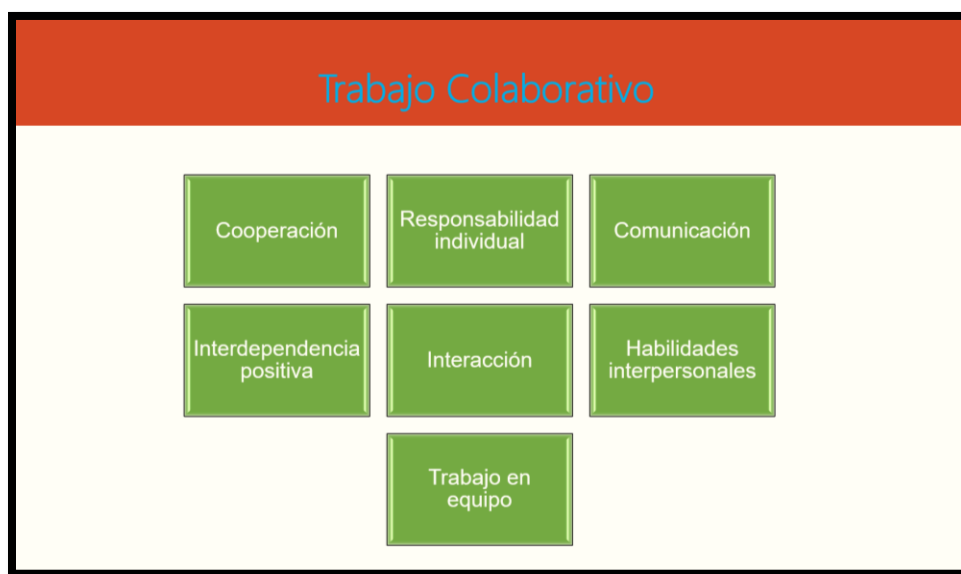 Trabajo Colaborativo
Cooperación
Responsabilidad
individual
Comunicación
Interdependencia
positiva
Interacción
Habilidades
interpersonales
Trabajo en
equipo